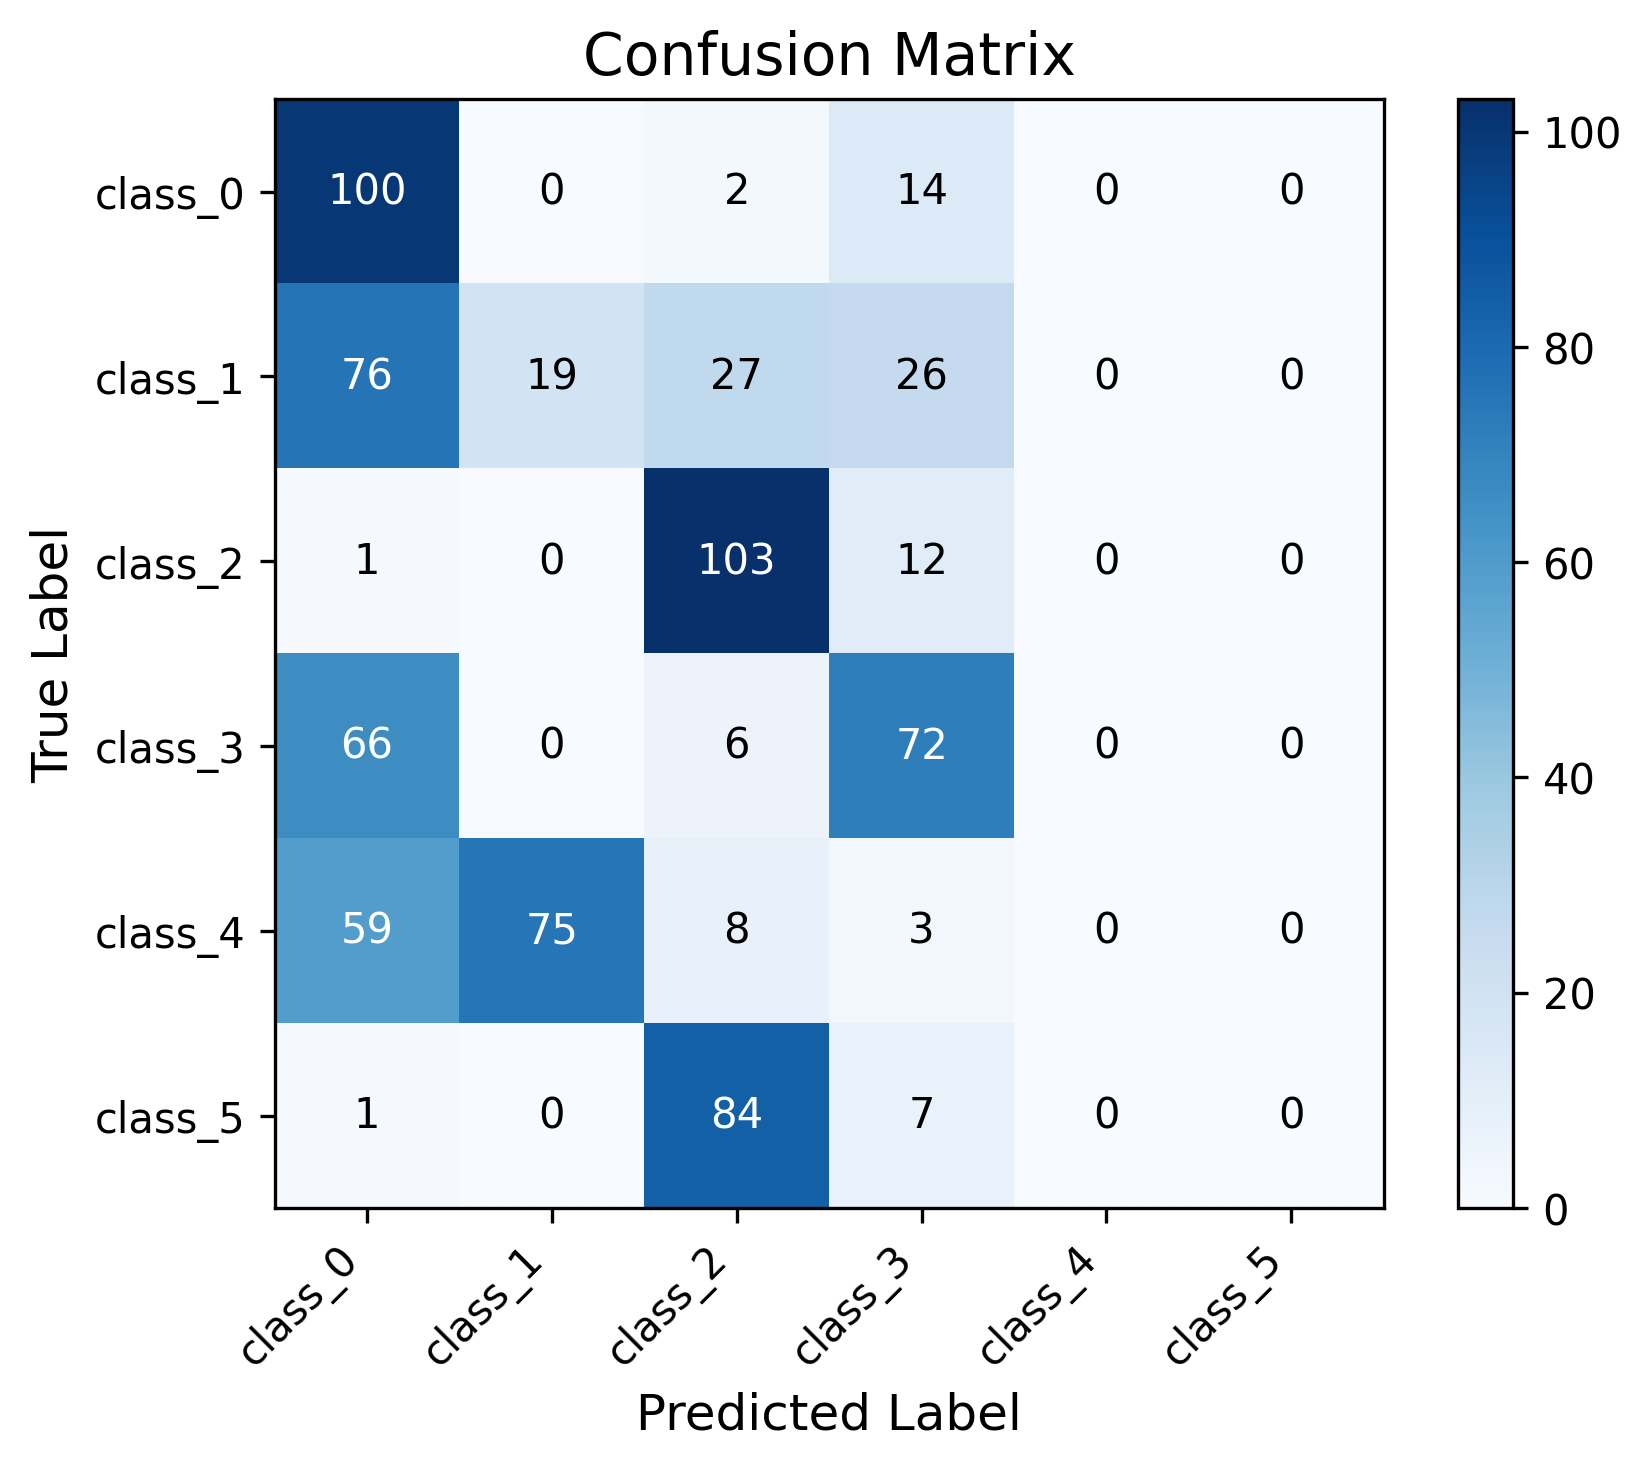 Confusion Matrix
class_0 100 0 2 14 0 0
class_1 76 19 27 26 0 0
class_2 1 0 103 12 0 0
class_3 66 0 6 72 0 0
class_4 59 75 8 3 0 0
class_5 1 0 84 7 0 0
class_0 class_1 class_2 class_3 class_4 class_5
Predicted Label
True Label
100
80
60
40
20
0